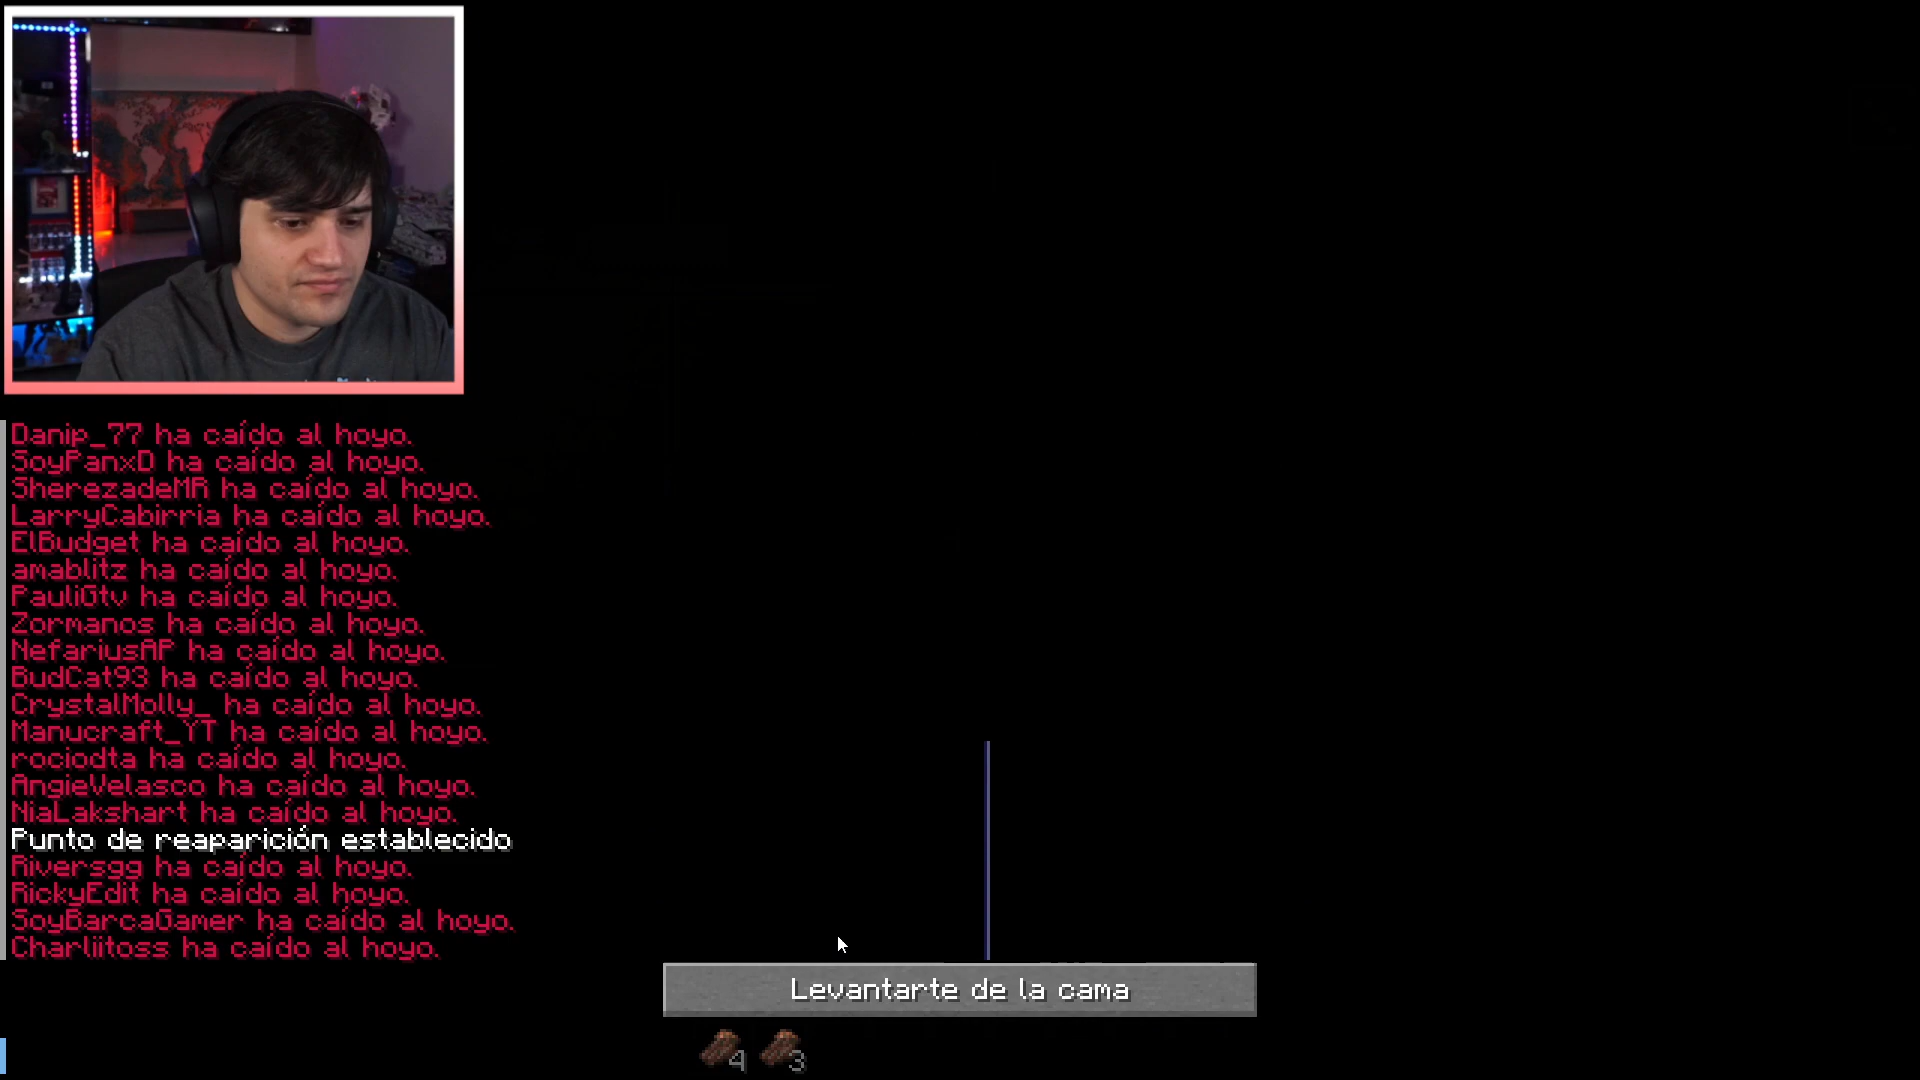 Danip_77 ha caído al hoyo.
SoyPanxD ha caído al hoyo.
SherezadeMR ha caído al hoyo.
LarryCabirria ha caído al hoyo.
ElBudget ha caído al hoyo.
amablitz ha caído al hoyo.
PauliGtv ha caído al hoyo.
Zormanos ha caído al hoyo.
NefariusAP ha caído al hoyo.
BudCat93 ha caído al hoyo.
CrystalMolly_ ha caído al hoyo.
Manucraft_YT ha caído al hoyo.
rociodta ha caído al hoyo.
AngieVelasco ha caído al hoyo.
NiaLakshart ha caído al hoyo.
Punto de reaparición establecido
Riversgg ha caído al hoyo.
RickyEdit ha caído al hoyo.
SoyBarcaGamer ha caído al hoyo.
Charliitoss ha caído al hoyo.
Levantarte de la cama
4 3